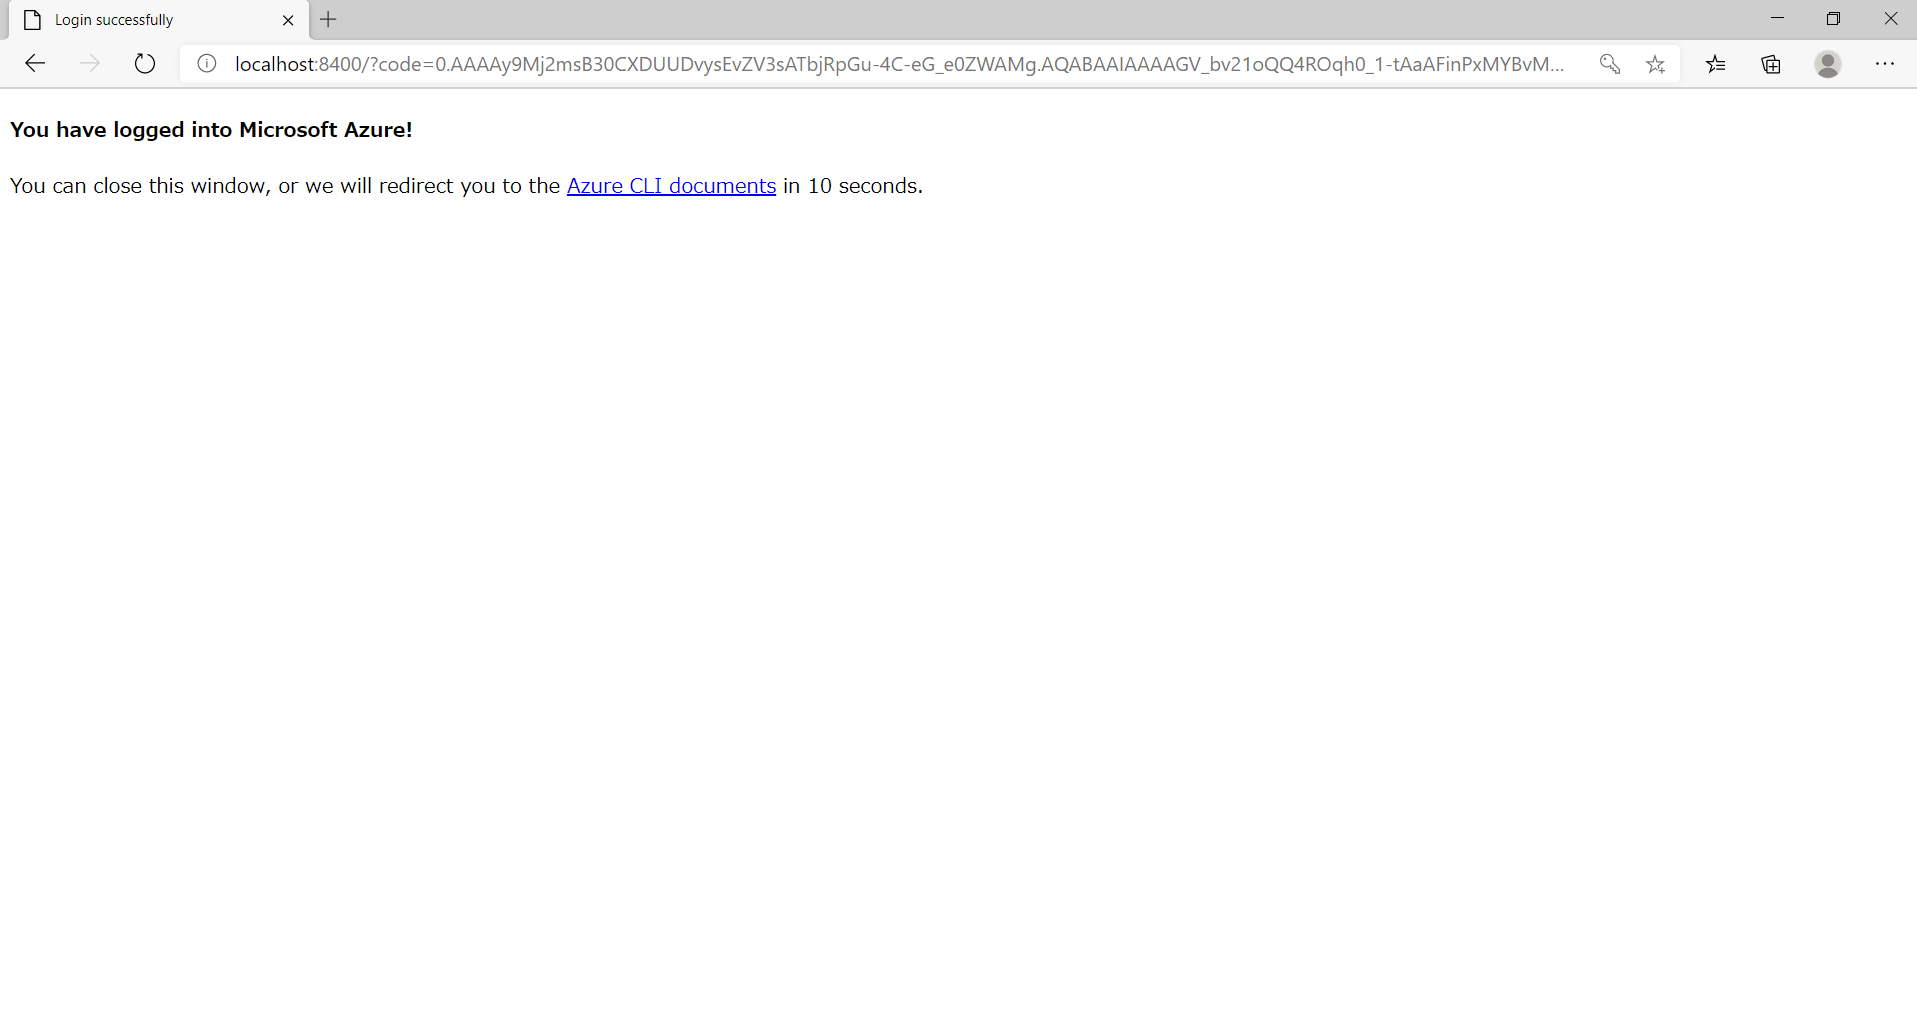 Login successfully
localhost:8400/?code=0.AAAAy9Mj2msB30CXDUUDvysEvZV3sATbjRpGu-4C-eG_e0ZWAMg.AQABAAIAAAAGV_bv21oQQ4ROqh0_1-tAaAFinPxMYBvM...
You have logged into Microsoft Azure!
You can close this window, or we will redirect you to the Azure CLI documents in 10 seconds.